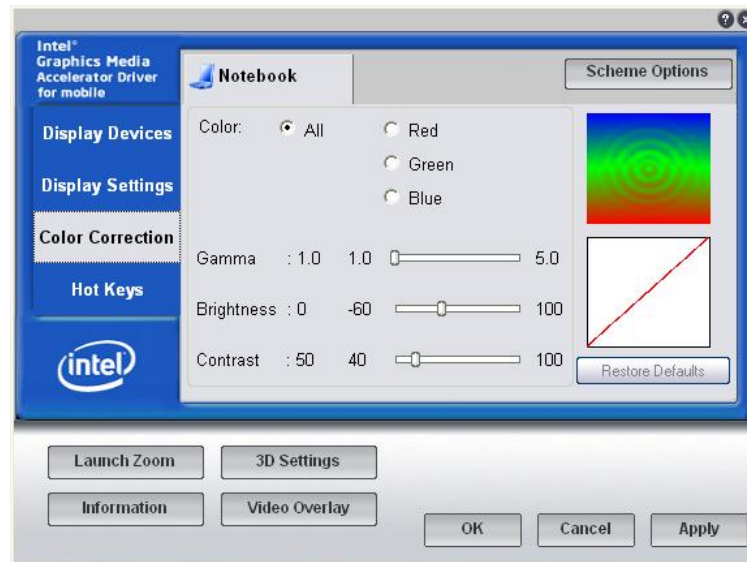 Intel®
Graphics Media
Accelerator Driver
for mobile
Notebook
Scheme Options
Display Devices
Display Settings
Color Correction
Hot Keys
intel
Color: All Red
Green
Blue
Gamma : 1.0 1.0 5.0
Brightness : 0 -60 100
Contrast : 50 40 100
Restore Defaults
Launch Zoom 3D Settings
Information Video Overlay
OK Cancel Apply